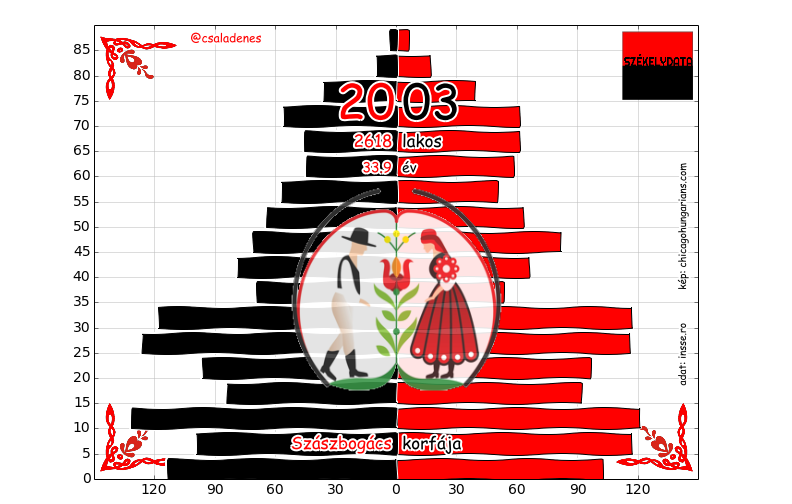 @csaladenes
SZÉKELYDATA
2003
2618 lakos
33.9 év
kép: chicagohungarians.com
adat: insse.ro
Szászbogács korfája
85
80
75
70
65
60
55
50
45
40
35
30
25
20
15
10
5
0
120 90 60 30 0 30 60 90 120